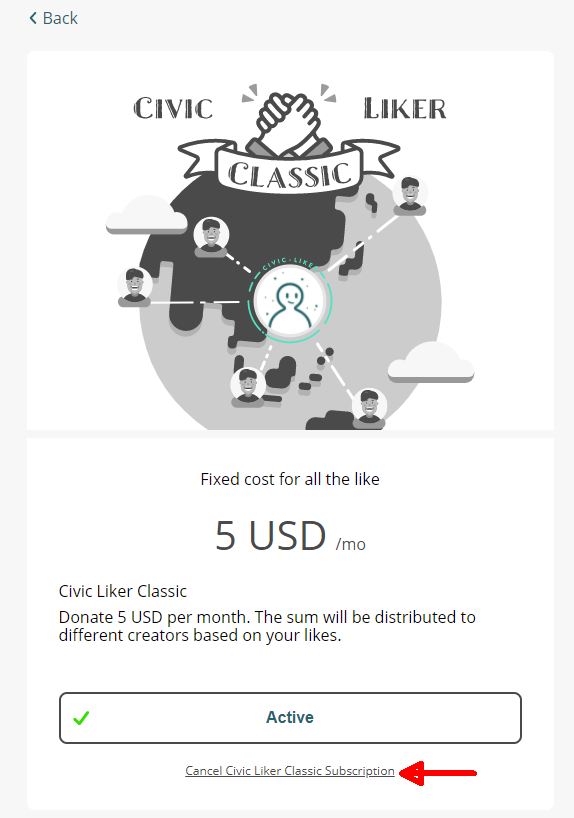 Back
CIVIC LIKER
CLASSIC
CIVIC-LIKER
Fixed cost for all the like
5 USD /mo
Civic Liker Classic
Donate 5 USD per month. The sum will be distributed to
different creators based on your likes.
Active
Cancel Civic Liker Classic Subscription